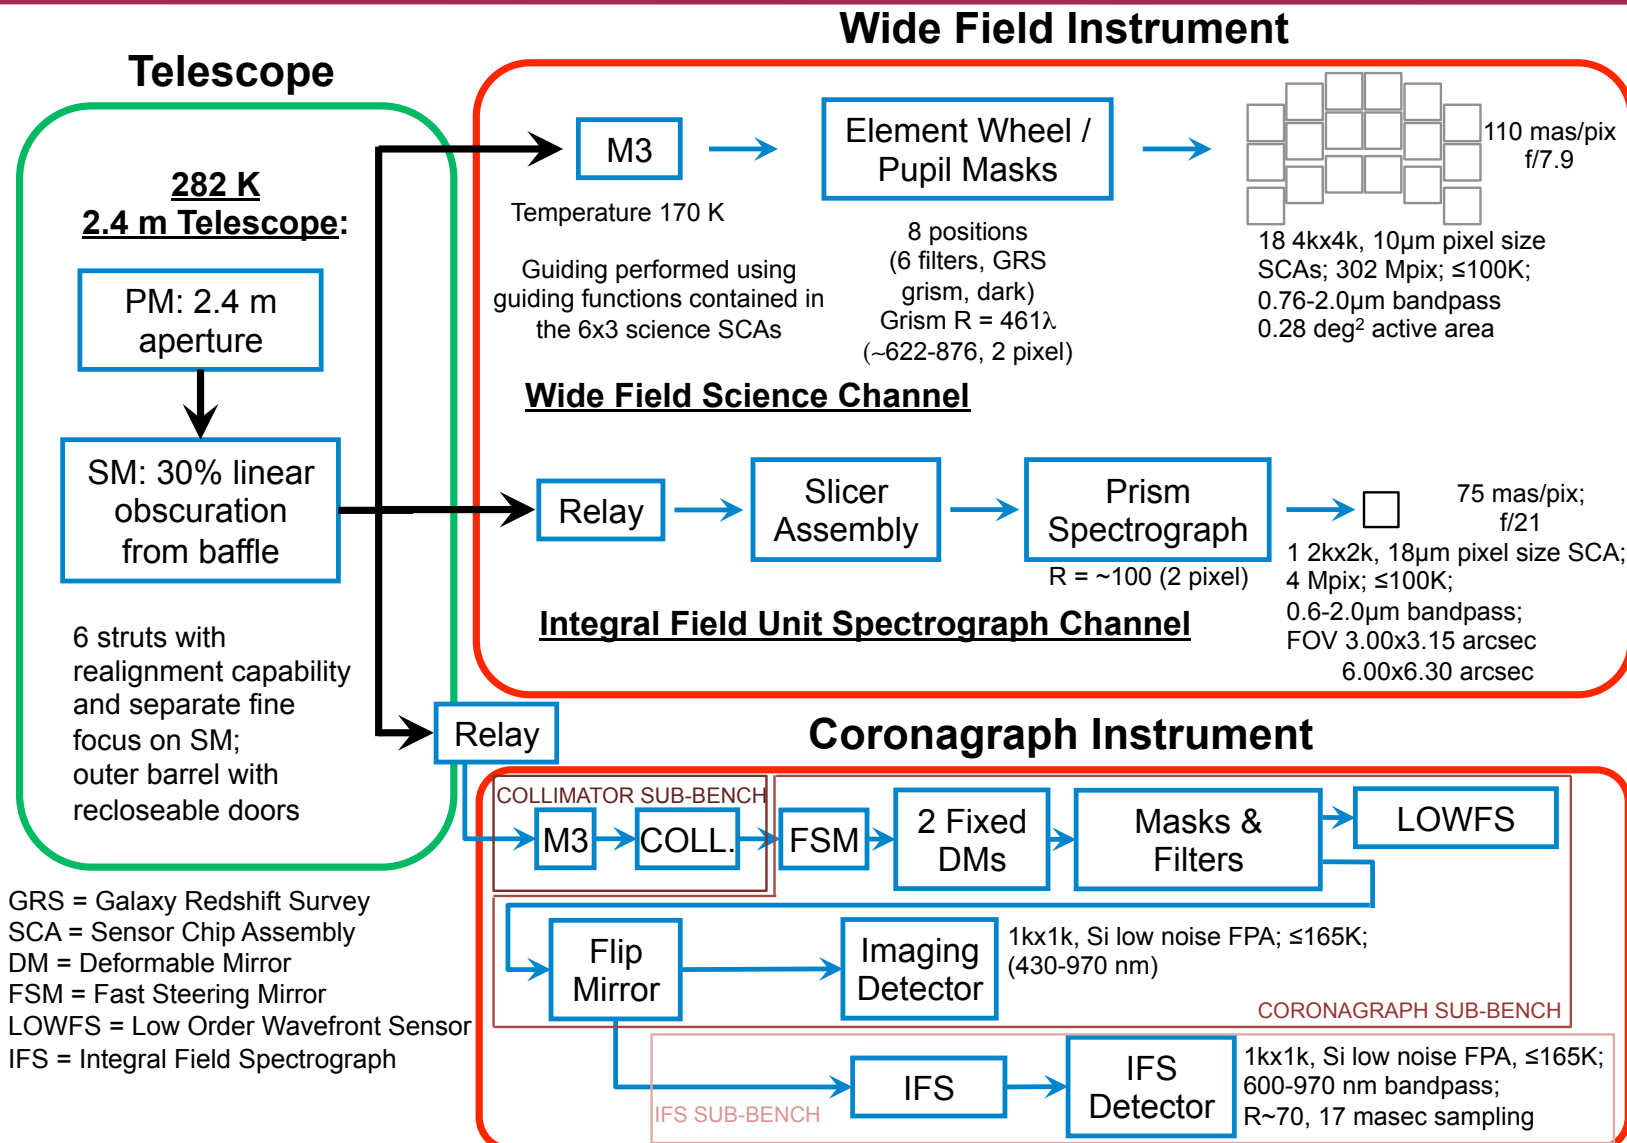 Wide Field Instrument
Telescope
282 K
2.4 m Telescope:
PM: 2.4 m
aperture
SM: 30% linear
obscuration
from baffle
6 struts with
realignment capability
and separate fine
focus on SM;
outer barrel with
recloseable doors
M3
Temperature 170 K
Guiding performed using
guiding functions contained in
the 6x3 science SCAs
Element Wheel /
Pupil Masks
8 positions
(6 filters, GRS
grism, dark)
Grism R = 461λ
(~622-876, 2 pixel)
110 mas/pix
f/7.9
18 4kx4k, 10µm pixel size
SCAs; 302 Mpix; ≤100K;
0.76-2.0µm bandpass
0.28 deg² active area
Wide Field Science Channel
Relay
Slicer
Assembly
Prism
Spectrograph
R = ~100 (2 pixel)
75 mas/pix;
f/21
1 2kx2k, 18µm pixel size SCA;
4 Mpix; ≤100K;
0.6-2.0µm bandpass;
FOV 3.00x3.15 arcsec
6.00x6.30 arcsec
Integral Field Unit Spectrograph Channel
Relay
Coronagraph Instrument
COLLIMATOR SUB-BENCH
M3
COLL.
FSM
2 Fixed
DMs
Masks &
Filters
LOWFS
Flip
Mirror
Imaging
Detector
1kx1k, Si low noise FPA; ≤165K;
(430-970 nm)
CORONAGRAPH SUB-BENCH
IFS
IFS
Detector
1kx1k, Si low noise FPA, ≤165K;
600-970 nm bandpass;
R~70, 17 masec sampling
IFS SUB-BENCH
GRS = Galaxy Redshift Survey
SCA = Sensor Chip Assembly
DM = Deformable Mirror
FSM = Fast Steering Mirror
LOWFS = Low Order Wavefront Sensor
IFS = Integral Field Spectrograph